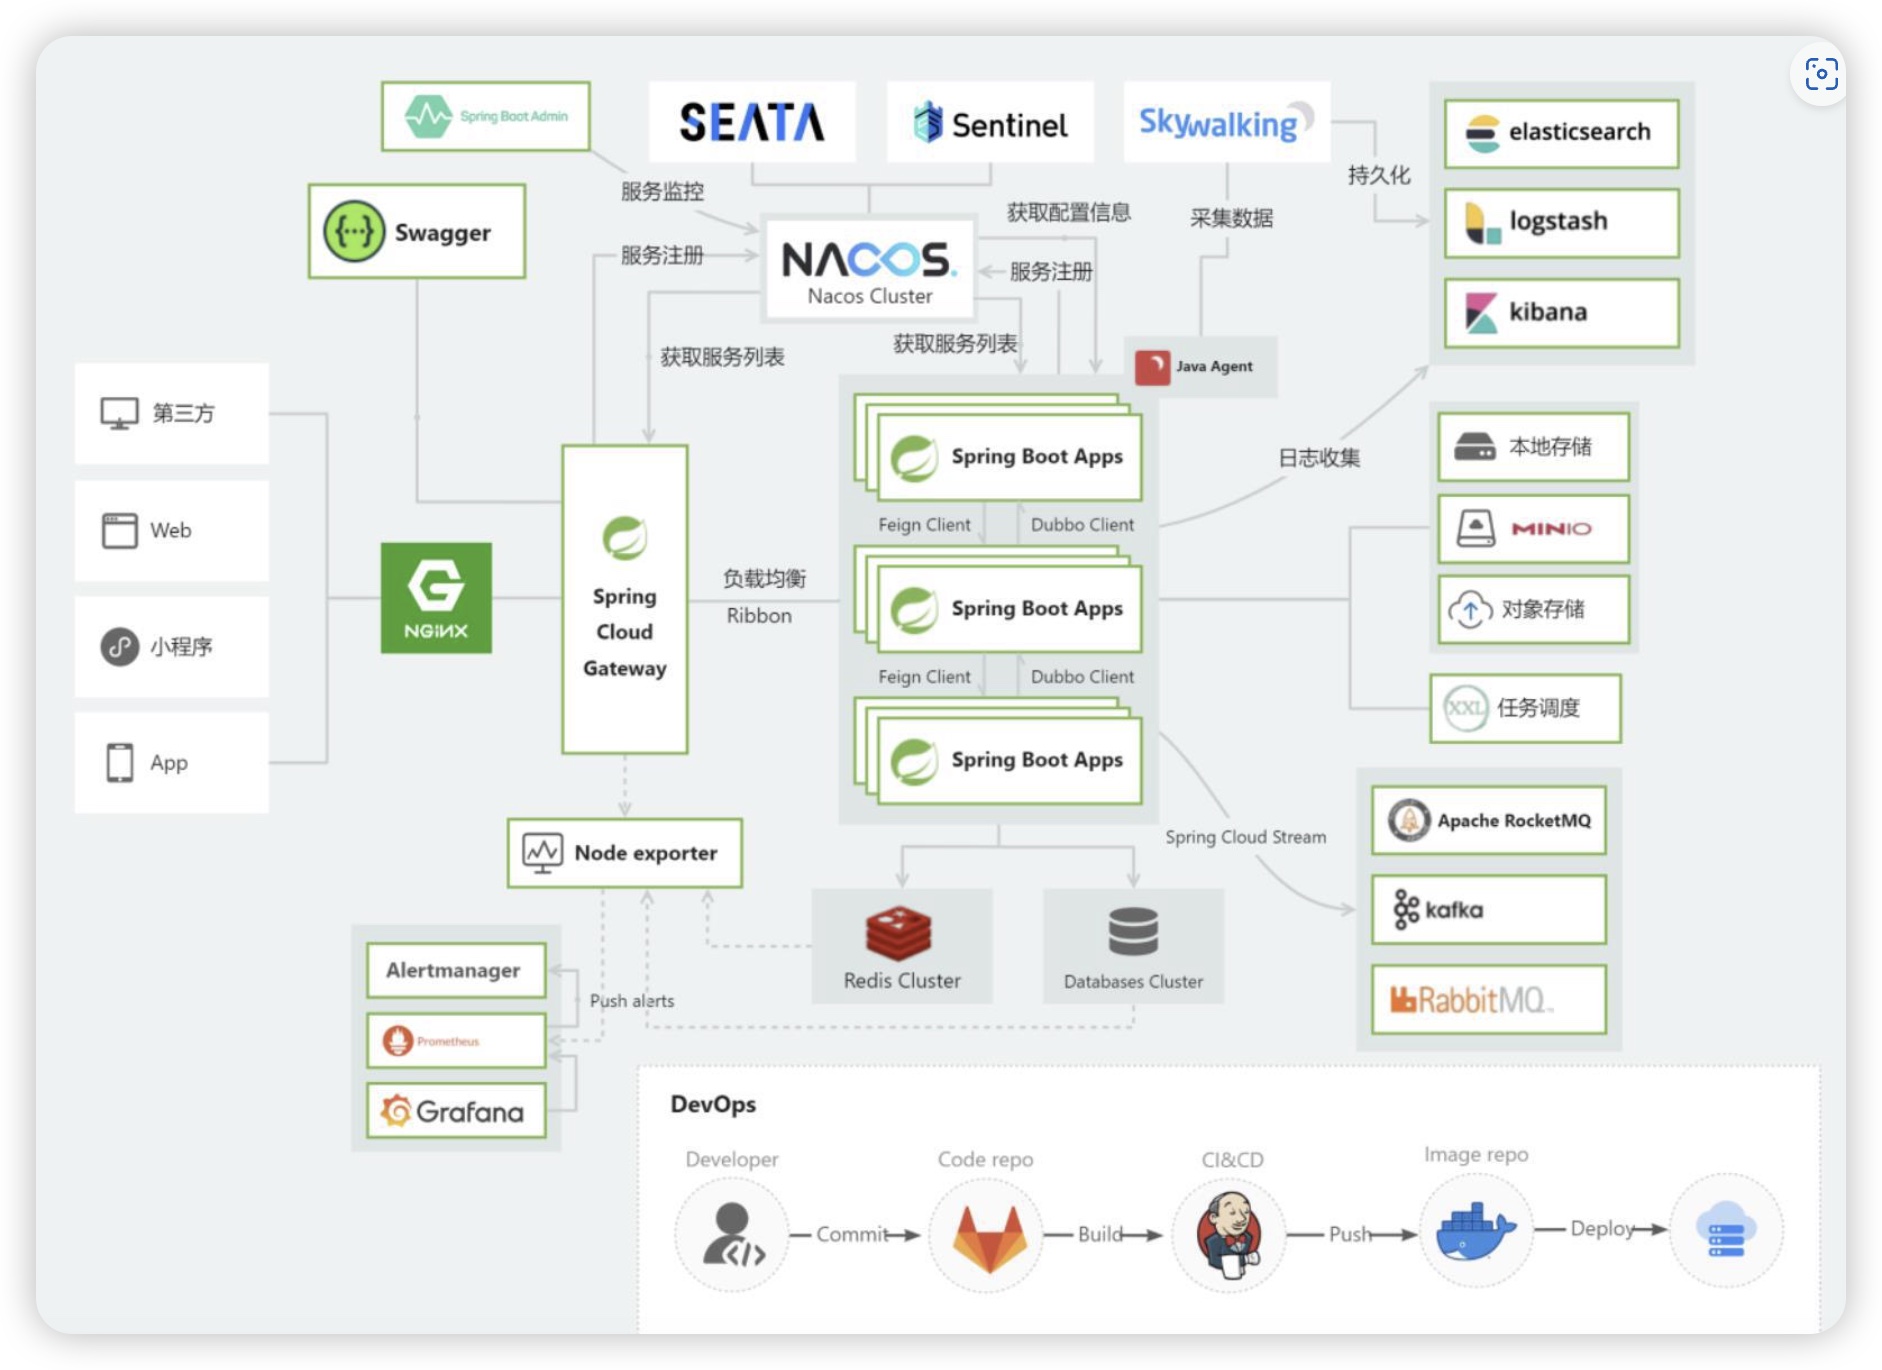 Spring Boot Admin
SEATA
Sentinel
Skywalking
elasticsearch
logstash
kibana
持久化
服务监控
获取配置信息
采集数据
Swagger
服务注册
NACOS.
Nacos Cluster
服务注册
获取服务列表
获取服务列表
Java Agent
第三方
Web
小程序
App
NGINX
Spring
Cloud
Gateway
负载均衡
Ribbon
Spring Boot Apps
Feign Client
Dubbo Client
Spring Boot Apps
Feign Client
Dubbo Client
Spring Boot Apps
日志收集
本地存储
MINIO
对象存储
XXL
任务调度
Spring Cloud Stream
Apache RocketMQ
kafka
RabbitMQ
Node exporter
Redis Cluster
Databases Cluster
Alertmanager
Prometheus
Grafana
Push alerts
DevOps
Developer
Code repo
CI&CD
Image repo
Commit
Build
Push
Deploy